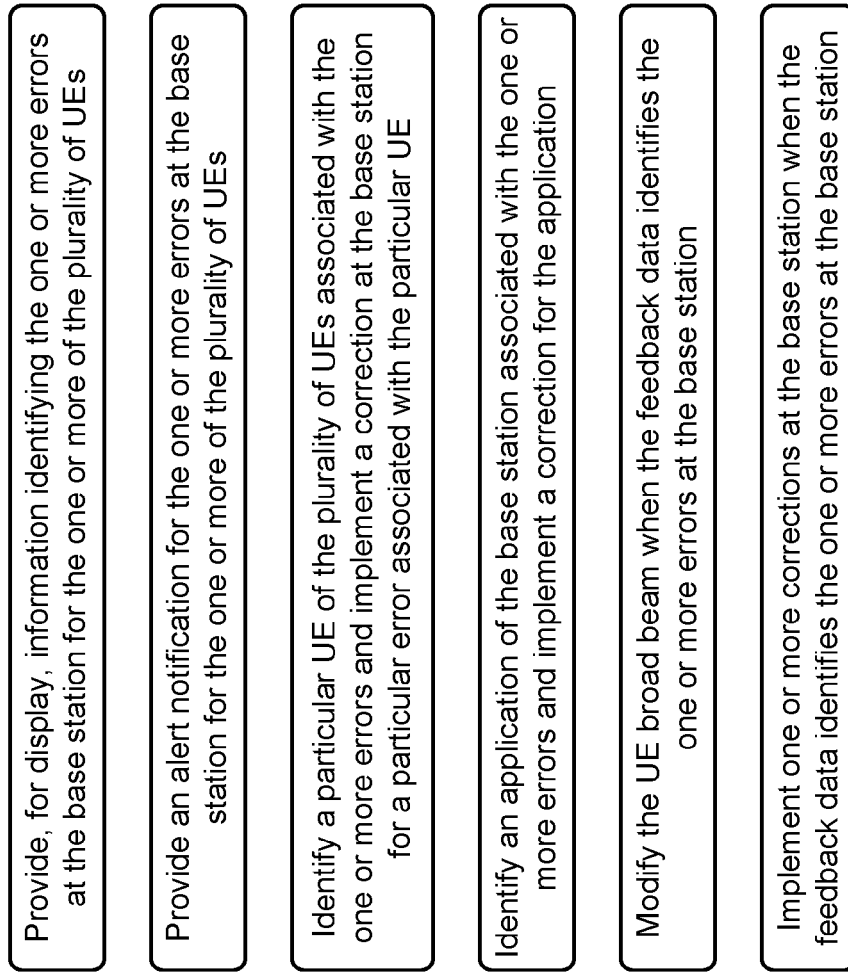 Provide, for display, information identifying the one or more errors
at the base station for the one or more of the plurality of UEs
Provide an alert notification for the one or more errors at the base
station for the one or more of the plurality of UEs
Identify a particular UE of the plurality of UEs associated with the
one or more errors and implement a correction at the base station
for a particular error associated with the particular UE
Identify an application of the base station associated with the one or
more errors and implement a correction for the application
Modify the UE broad beam when the feedback data identifies the
one or more errors at the base station
Implement one or more corrections at the base station when the
feedback data identifies the one or more errors at the base station